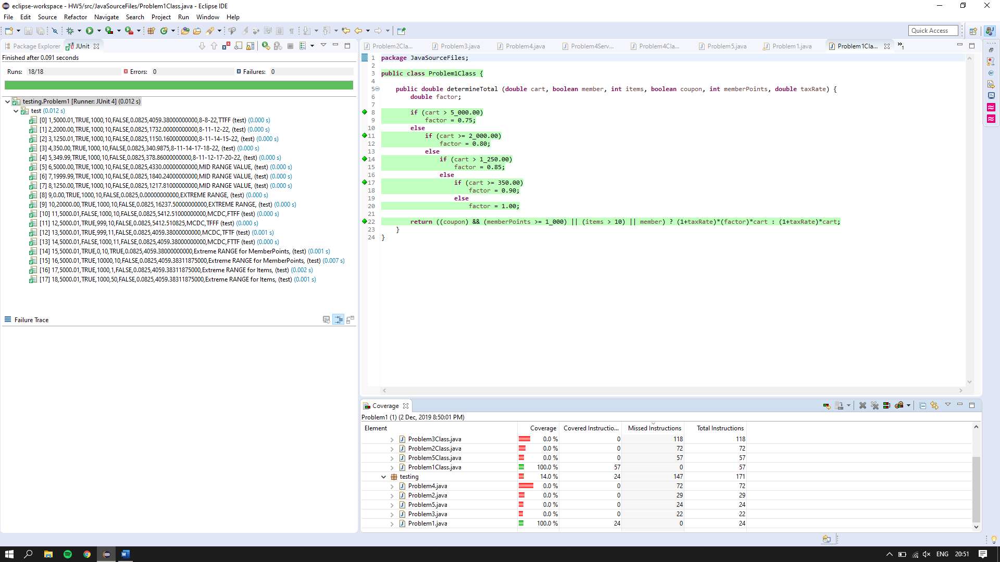 eclipse-workspace - HW5/src/JavaSourceFiles/Problem1Class.java - Eclipse IDE
File Edit Source Refactor Navigate Search Project Run Window Help
Quick Access
Package Explorer JUnit
Finished after 0.091 seconds
Runs: 18/18 Errors: 0 Failures: 0
testing.Problem1 [Runner: JUnit 4] (0.012 s)
test (0.012 s)
[0] 1,5000.01,TRUE,1000,10,FALSE,0.0825,4059.38000000000,8-8-22,TTFF (test) (0.000 s)
[1] 2,2000.00,TRUE,1000,10,FALSE,0.0825,1732.00000000000,8-11-12-22, (test) (0.000 s)
[2] 3,1250.01,TRUE,1000,10,FALSE,0.0825,1150.16000000000,8-11-14-15-22, (test) (0.000 s)
[3] 4,350.00,TRUE,1000,10,FALSE,0.0825,340.9875,8-11-14-17-18-22, (test) (0.000 s)
[4] 5,349.99,TRUE,1000,10,FALSE,0.0825,378.86000000000,8-11-12-17-20-22, (test) (0.000 s)
[5] 6,5000.00,TRUE,1000,10,FALSE,0.0825,4330.00000000000,MID RANGE VALUE, (test) (0.000 s)
[6] 7,1999.99,TRUE,1000,10,FALSE,0.0825,1840.24000000000,MID RANGE VALUE, (test) (0.000 s)
[7] 8,1250.00,TRUE,1000,10,FALSE,0.0825,1217.81000000000,MID RANGE VALUE, (test) (0.000 s)
[8] 9,0.00,TRUE,1000,10,FALSE,0.0825,0.00000000000,EXTREME RANGE, (test) (0.000 s)
[9] 10,20000.00,TRUE,1000,10,FALSE,0.0825,16237.50000000000,EXTREME RANGE, (test) (0.000 s)
[10] 11,5000.01,FALSE,1000,10,FALSE,0.0825,5412.51000000000,MCDC,FTFF (test) (0.000 s)
[11] 12,5000.01,TRUE,999,10,FALSE,0.0825,5412.510825,MCDC,TFFF (test) (0.000 s)
[12] 13,5000.01,TRUE,999,11,FALSE,0.0825,4059.38000000000,MCDC,TFTF (test) (0.001 s)
[13] 14,5000.01,FALSE,1000,11,FALSE,0.0825,4059.38000000000,MCDC,FTTF (test) (0.000 s)
[14] 15,5000.01,TRUE,0,10,TRUE,0.0825,4059.38000000000,Extreme RANGE for MemberPoints, (test) (0.001 s)
[15] 16,5000.01,TRUE,10000,10,FALSE,0.0825,4059.38311875000,Extreme RANGE for MemberPoints, (test) (0.007 s)
[16] 17,5000.01,TRUE,1000,1,FALSE,0.0825,4059.38311875000,Extreme RANGE for Items, (test) (0.002 s)
[17] 18,5000.01,TRUE,1000,50,FALSE,0.0825,4059.38311875000,Extreme RANGE for Items, (test) (0.001 s)
Failure Trace
Problem2Cla... Problem3.java Problem4.java Problem4Serv... Problem4Cla... Problem5.java Problem1.java Problem1Cla... »1
1 package JavaSourceFiles;
2
3 public class Problem1Class {
4
5 public double determineTotal (double cart, boolean member, int items, boolean coupon, int memberPoints, double taxRate) {
6 double factor;
7
8 if (cart > 5_000.00)
9 factor = 0.75;
10 else
11 if (cart >= 2_000.00)
12 factor = 0.80;
13 else
14 if (cart > 1_250.00)
15 factor = 0.85;
16 else
17 if (cart >= 350.00)
18 factor = 0.90;
19 else
20 factor = 1.00;
21
22 return ((coupon) && (memberPoints >= 1_000) || (items > 10) || member) ? (1+taxRate)*(factor)*cart : (1+taxRate)*cart;
23 }
24 }
Coverage
Problem1 (1) (2 Dec, 2019 8:50:01 PM)
Element Coverage Covered Instructio... Missed Instructions Total Instructions
Problem3Class.java 0.0 % 0 118 118
Problem2Class.java 0.0 % 0 72 72
Problem5Class.java 0.0 % 0 57 57
Problem1Class.java 100.0 % 57 0 57
testing 14.0 % 24 147 171
Problem4.java 0.0 % 0 72 72
Problem2.java 0.0 % 0 29 29
Problem5.java 0.0 % 0 24 24
Problem3.java 0.0 % 0 22 22
Problem1.java 100.0 % 24 0 24
ENG 20:51